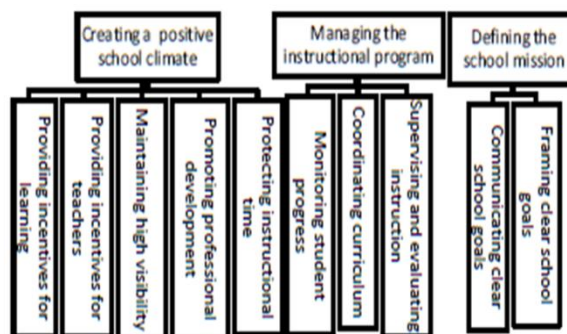 Creating a positive
school climate
Managing the
instructional program
Defining the
school mission
Providing incentives for
learning
Providing incentives for
teachers
Maintaining high visibility
Promoting professional
development
Protecting instructional
time
Monitoring student
progress
Coordinating curriculum
Supervising and evaluating
instruction
Communicating clear
school goals
Framing clear school
goals